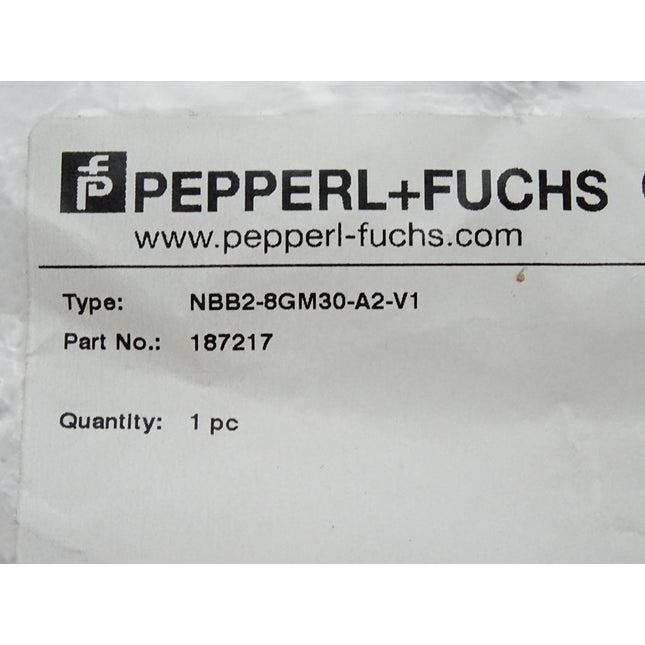 PEPPERL+FUCHS
www.pepperl-fuchs.com
Type: NBB2-8GM30-A2-V1
Part No.: 187217
Quantity: 1 pc